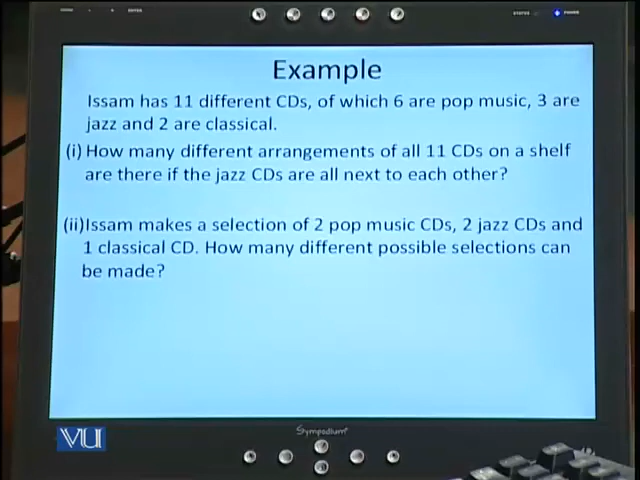 STATUS
POWER
Example
Issam has 11 different CDs, of which 6 are pop music, 3 are
jazz and 2 are classical.
(i) How many different arrangements of all 11 CDs on a shelf
are there if the jazz CDs are all next to each other?
(ii)Issam makes a selection of 2 pop music CDs, 2 jazz CDs and
1 classical CD. How many different possible selections can
be made?
Sympodium
VU